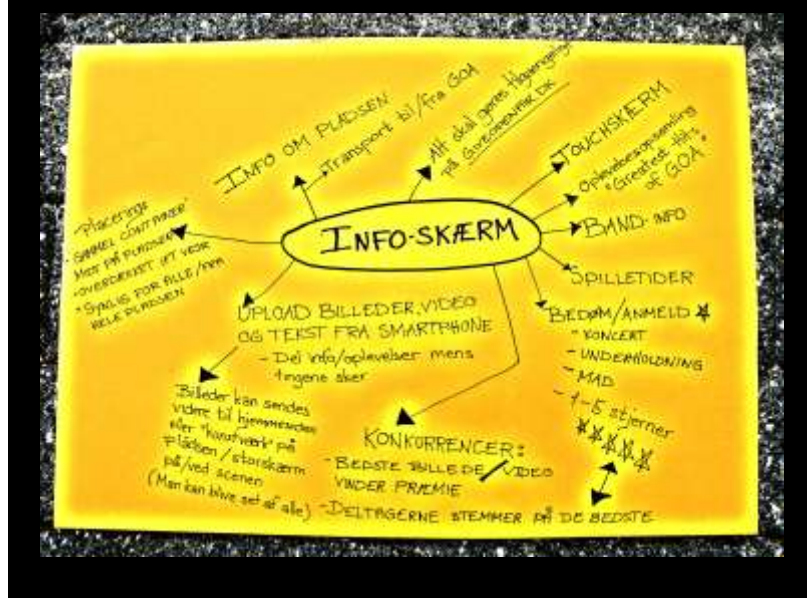 INFO-SKÆRM
INFO OM PLADSEN
Transport til/fra GOA
Alt skal gøres tilgængeligt
på GOREDENFAR.DK
TOUCHSKÆRM
Oplevelsesopsamling
"Greatest Hits
of GOA"
BAND-INFO
SPILLETIDER
BEDØM/ANMELD
- KONCERT
- UNDERHOLDNING
- MAD
- 1-5 stjerner
KONKURRENCER:
- BEDSTE BILLEDE/VIDEO
VINDER PRÆMIE
- DELTAGERNE STEMMER PÅ DE BEDSTE
UPLOAD BILLEDER, VIDEO
OG TEKST FRA SMARTPHONE
- Del info/oplevelser mens
tingene sker
Billeder kan sendes
videre til hjemmesiden
eller på
pladsen/storskærm
på/ved scenen
(Man kan blive set af alle)
Placering:
- GAMMEL CONTAINER
MIDT PÅ PLADSEN
- OVERDÆKKET IFT VEJR
- SYNLIG FOR ALLE/FRA
HELE PLADSEN